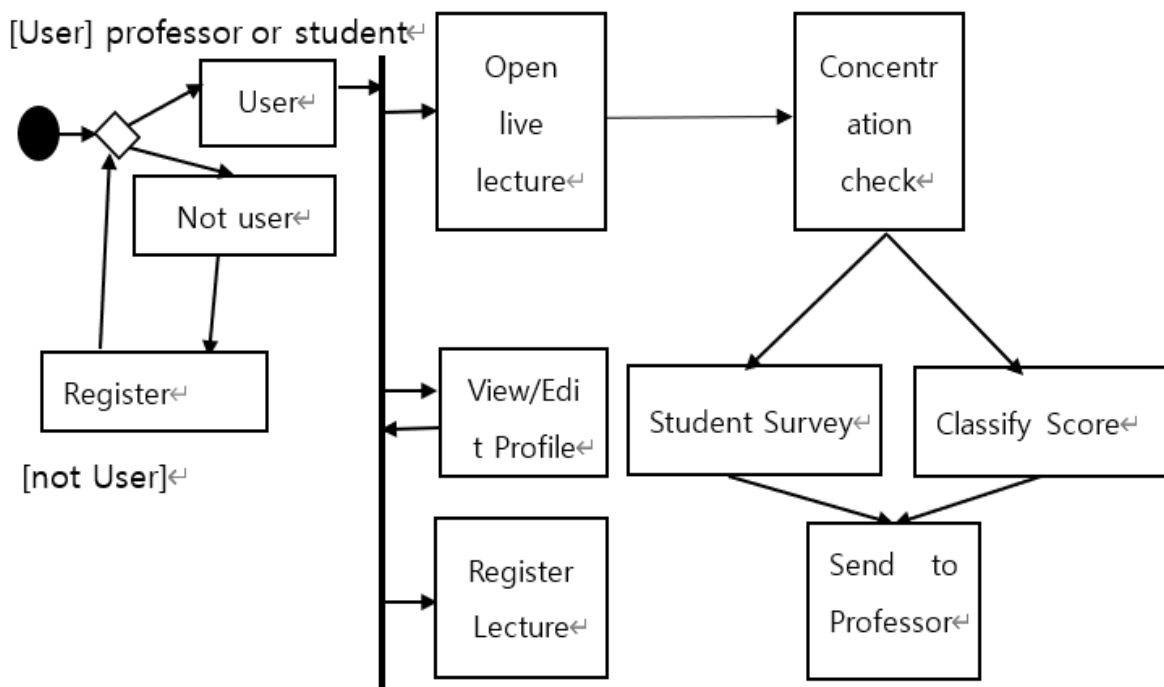 [User] professor or student↵
User↵
Not user↵
Register↵
[not User]↵
Open
live
lecture↵
Concentr
ation
check↵
View/Edi
t Profile↵
Student Survey↵
Classify Score↵
Register
Lecture↵
Send to
Professor↵